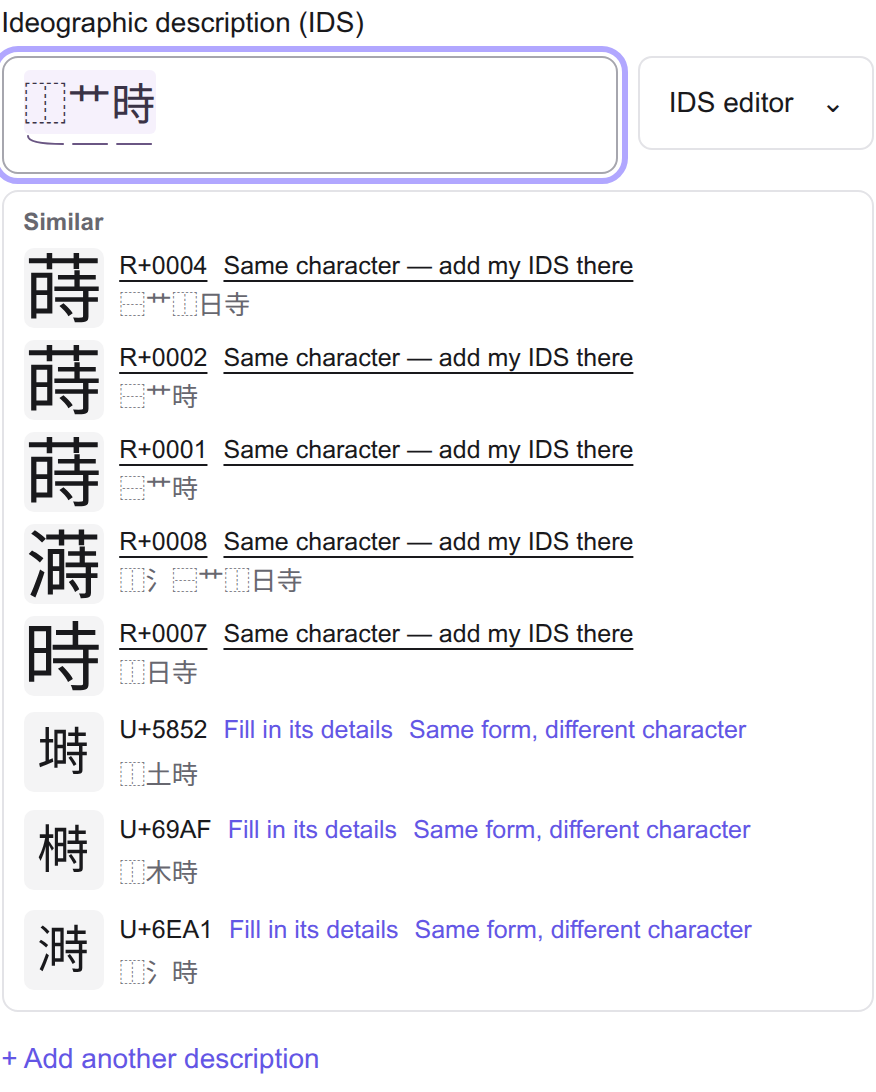 Ideographic description (IDS)
⿰艹時
IDS editor
Similar
蒔 R+0004 Same character — add my IDS there
⿱艹⿰日寺
蒔 R+0002 Same character — add my IDS there
⿱艹時
蒔 R+0001 Same character — add my IDS there
⿱艹時
R+0008 Same character — add my IDS there
⿰氵⿱艹⿰日寺
時 R+0007 Same character — add my IDS there
⿰日寺
塒 U+5852 Fill in its details Same form, different character
⿰土時
榯 U+69AF Fill in its details Same form, different character
⿰木時
溡 U+6EA1 Fill in its details Same form, different character
⿰氵時
+ Add another description